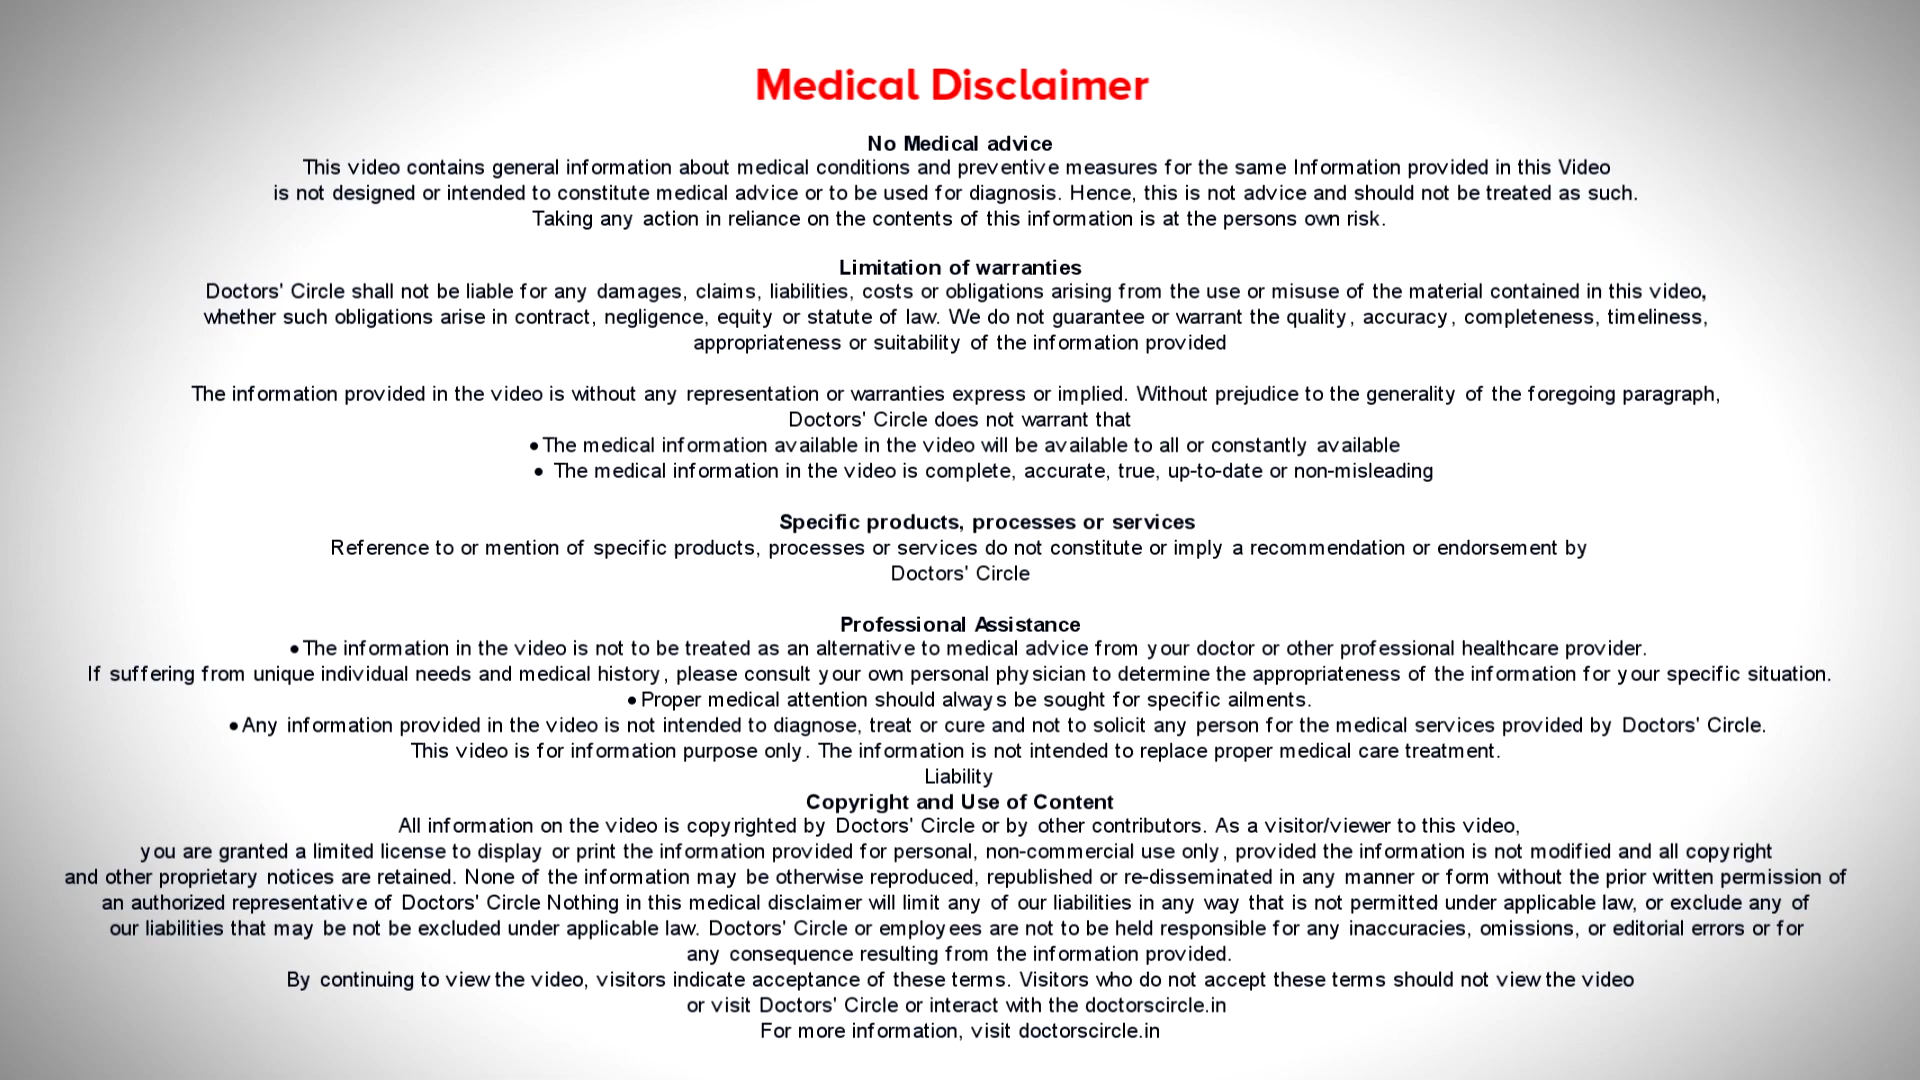 Medical Disclaimer
No Medical advice
This video contains general information about medical conditions and preventive measures for the same Information provided in this Video
is not designed or intended to constitute medical advice or to be used for diagnosis. Hence, this is not advice and should not be treated as such.
Taking any action in reliance on the contents of this information is at the persons own risk.
Limitation of warranties
Doctors' Circle shall not be liable for any damages, claims, liabilities, costs or obligations arising from the use or misuse of the material contained in this video,
whether such obligations arise in contract, negligence, equity or statute of law. We do not guarantee or warrant the quality, accuracy, completeness, timeliness,
appropriateness or suitability of the information provided
The information provided in the video is without any representation or warranties express or implied. Without prejudice to the generality of the foregoing paragraph,
Doctors' Circle does not warrant that
• The medical information available in the video will be available to all or constantly available
• The medical information in the video is complete, accurate, true, up-to-date or non-misleading
Specific products, processes or services
Reference to or mention of specific products, processes or services do not constitute or imply a recommendation or endorsement by
Doctors' Circle
Professional Assistance
• The information in the video is not to be treated as an alternative to medical advice from your doctor or other professional healthcare provider.
If suffering from unique individual needs and medical history, please consult your own personal physician to determine the appropriateness of the information for your specific situation.
• Proper medical attention should always be sought for specific ailments.
• Any information provided in the video is not intended to diagnose, treat or cure and not to solicit any person for the medical services provided by Doctors' Circle.
This video is for information purpose only. The information is not intended to replace proper medical care treatment.
Liability
Copyright and Use of Content
All information on the video is copyrighted by Doctors' Circle or by other contributors. As a visitor/viewer to this video,
you are granted a limited license to display or print the information provided for personal, non-commercial use only, provided the information is not modified and all copyright
and other proprietary notices are retained. None of the information may be otherwise reproduced, republished or re-disseminated in any manner or form without the prior written permission of
an authorized representative of Doctors' Circle Nothing in this medical disclaimer will limit any of our liabilities in any way that is not permitted under applicable law, or exclude any of
our liabilities that may be not be excluded under applicable law. Doctors' Circle or employees are not to be held responsible for any inaccuracies, omissions, or editorial errors or for
any consequence resulting from the information provided.
By continuing to view the video, visitors indicate acceptance of these terms. Visitors who do not accept these terms should not view the video
or visit Doctors' Circle or interact with the doctorscircle.in
For more information, visit doctorscircle.in